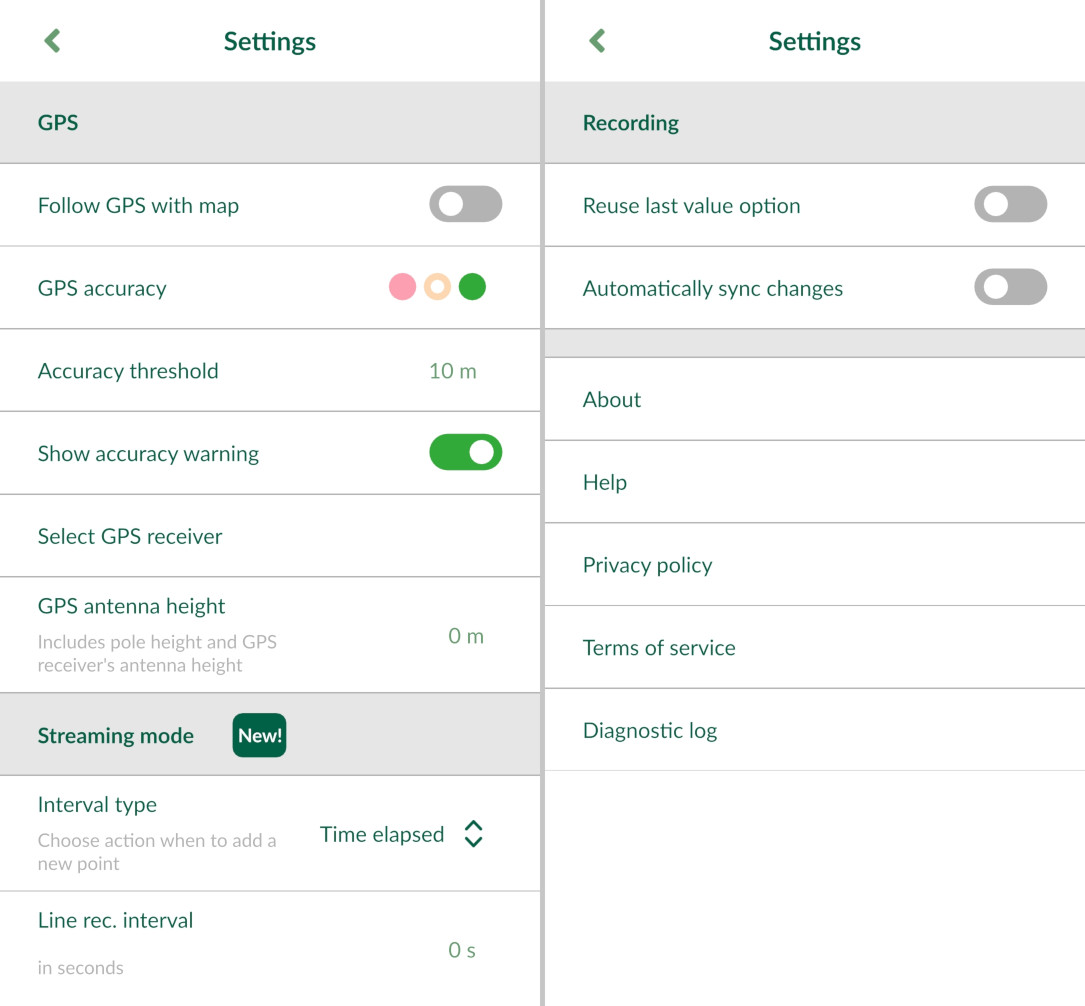 Settings
GPS
Follow GPS with map
GPS accuracy
Accuracy threshold
10 m
Show accuracy warning
Select GPS receiver
GPS antenna height
Includes pole height and GPS
receiver's antenna height
0 m
Streaming mode
New!
Interval type
Choose action when to add a
new point
Time elapsed
Line rec. interval
in seconds
0 s
Settings
Recording
Reuse last value option
Automatically sync changes
About
Help
Privacy policy
Terms of service
Diagnostic log